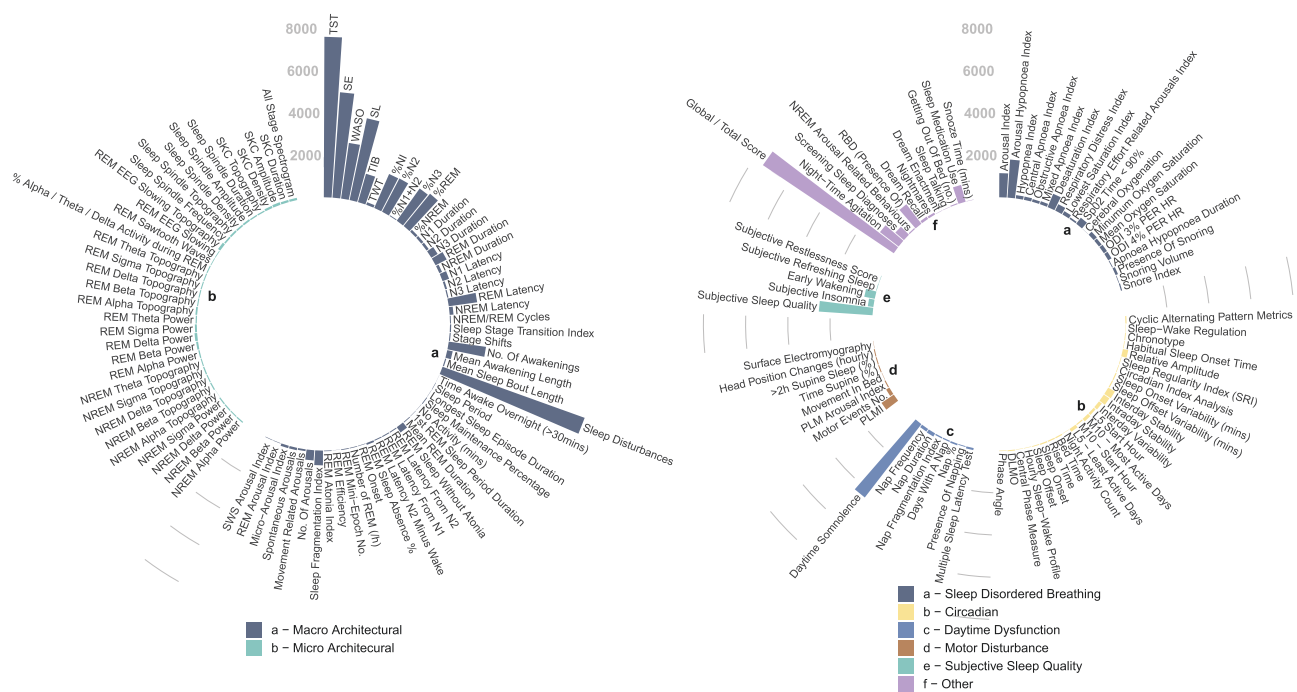 8000
6000
4000
2000
TST
SE
WASO
SL
TIB
TWT
%NI
%N2
%N1+N2
%N3
%REM
%NREM
N1 Duration
N2 Duration
N3 Duration
REM Duration
NREM Duration
N1 Latency
N2 Latency
N3 Latency
REM Latency
NREM Latency
NREM/REM Cycles
Sleep Stage Transition Index
Stage Shifts
No. Of Awakenings
Mean Awakening Length
Mean Sleep Bout Length
Sleep Disturbances
Time Awake Overnight (>30mins)
Sleep Period
Longest Sleep Episode Duration
Sleep Maintenance Percentage
No Activity (mins)
1st REM Duration
Mean Sleep Period Duration
REM Sleep Without Atonia
REM Latency From N2
REM Latency From N1
REM Latency N2 Minus Wake
REM Sleep Absence %
REM Onset
Number of REM (/h)
REM Mini−Epoch No.
REM Efficiency
REM Atonia Index
Sleep Fragmentation Index
No. Of Arousals
Movement Related Arousals
Spontaneous Arousals
Micro−Arousal Index
REM Arousal Index
SWS Arousal Index
NREM Alpha Power
NREM Beta Power
NREM Delta Power
NREM Sigma Power
NREM Alpha Topography
NREM Beta Topography
NREM Delta Topography
NREM Sigma Topography
NREM Theta Topography
REM Alpha Power
REM Beta Power
REM Delta Power
REM Sigma Power
REM Theta Power
REM Alpha Topography
REM Beta Topography
REM Delta Topography
REM Sigma Topography
REM Theta Topography
% Alpha / Theta / Delta Activity during REM
REM Sawtooth Waves
REM EEG Slowing
REM EEG Slowing Topography
Sleep Spindle Frequency
Sleep Spindle Topography
Sleep Spindle Density
Sleep Spindle Amplitude
Sleep Spindle Duration
SKC Topography
SKC Density
SKC Amplitude
SKC Duration
All Stage Spectrogram
a
b
a − Macro Architectural
b − Micro Architecural
8000
6000
4000
2000
Arousal Index
Arousal Hypopnoea Index
Hypopnea Index
Central Apnoea Index
Obstructive Apnoea Index
Mixed Apnoea Index
Desaturation Index
Respiratory Distress Index
Lowest Saturation Index
Respiratory Effort Related Arousals Index
SpO2 Time < 90%
Cerebral Oxygenation
Minimum Oxygen Saturation
Mean Oxygen Saturation
ODI 3% PER HR
ODI 4% PER HR
Apnoea Hypopnoea Duration
Presence Of Snoring
Snoring Volume
Snore Index
Cyclic Alternating Pattern Metrics
Sleep−Wake Regulation
Chronotype
Habitual Sleep Onset Time
Relative Amplitude
Sleep Regularity Index (SRI)
Circadian Index Analysis
Sleep Onset Variability (mins)
Sleep Offset Variability (mins)
Interday Stability
Intraday Stability
Interday Variability
Intraday Variability
M10 − Start Hour
M10 − Most Active Days
L5 − Start Hour
L5 − Least Active Days
Night Activity Count
Rise Time
Sleep Onset
Sleep Offset
Hourly Sleep−Wake Profile
Central Phase Measure
DLMO
Phase Angle
Multiple Sleep Latency Test
Presence Of Napping
Nap %
Days With A Nap
Nap Fragmentation Index
Nap Duration
Nap Frequency
Daytime Somnolence
PLMI
Motor Events No.
PLM Arousal Index
Movement In Bed
Time Supine (%)
>2h Supine Sleep %
Head Position Changes (hourly)
Surface Electromyography
Subjective Sleep Quality
Subjective Insomnia
Early Wakening
Subjective Refreshing Sleep
Subjective Restlessness Score
Global / Total Score
Night−Time Agitation
Screening Sleep Diagnoses
NREM Arousal Related Behaviours
RBD (Presence Of)
Dream Recall
Nightmares
Dream Enactment
Sleep Talking
Getting Out Of Bed (no.)
Sleep Medication Use
Snooze Time (mins)
a
b
c
d
e
f
a − Sleep Disordered Breathing
b − Circadian
c − Daytime Dysfunction
d − Motor Disturbance
e − Subjective Sleep Quality
f − Other